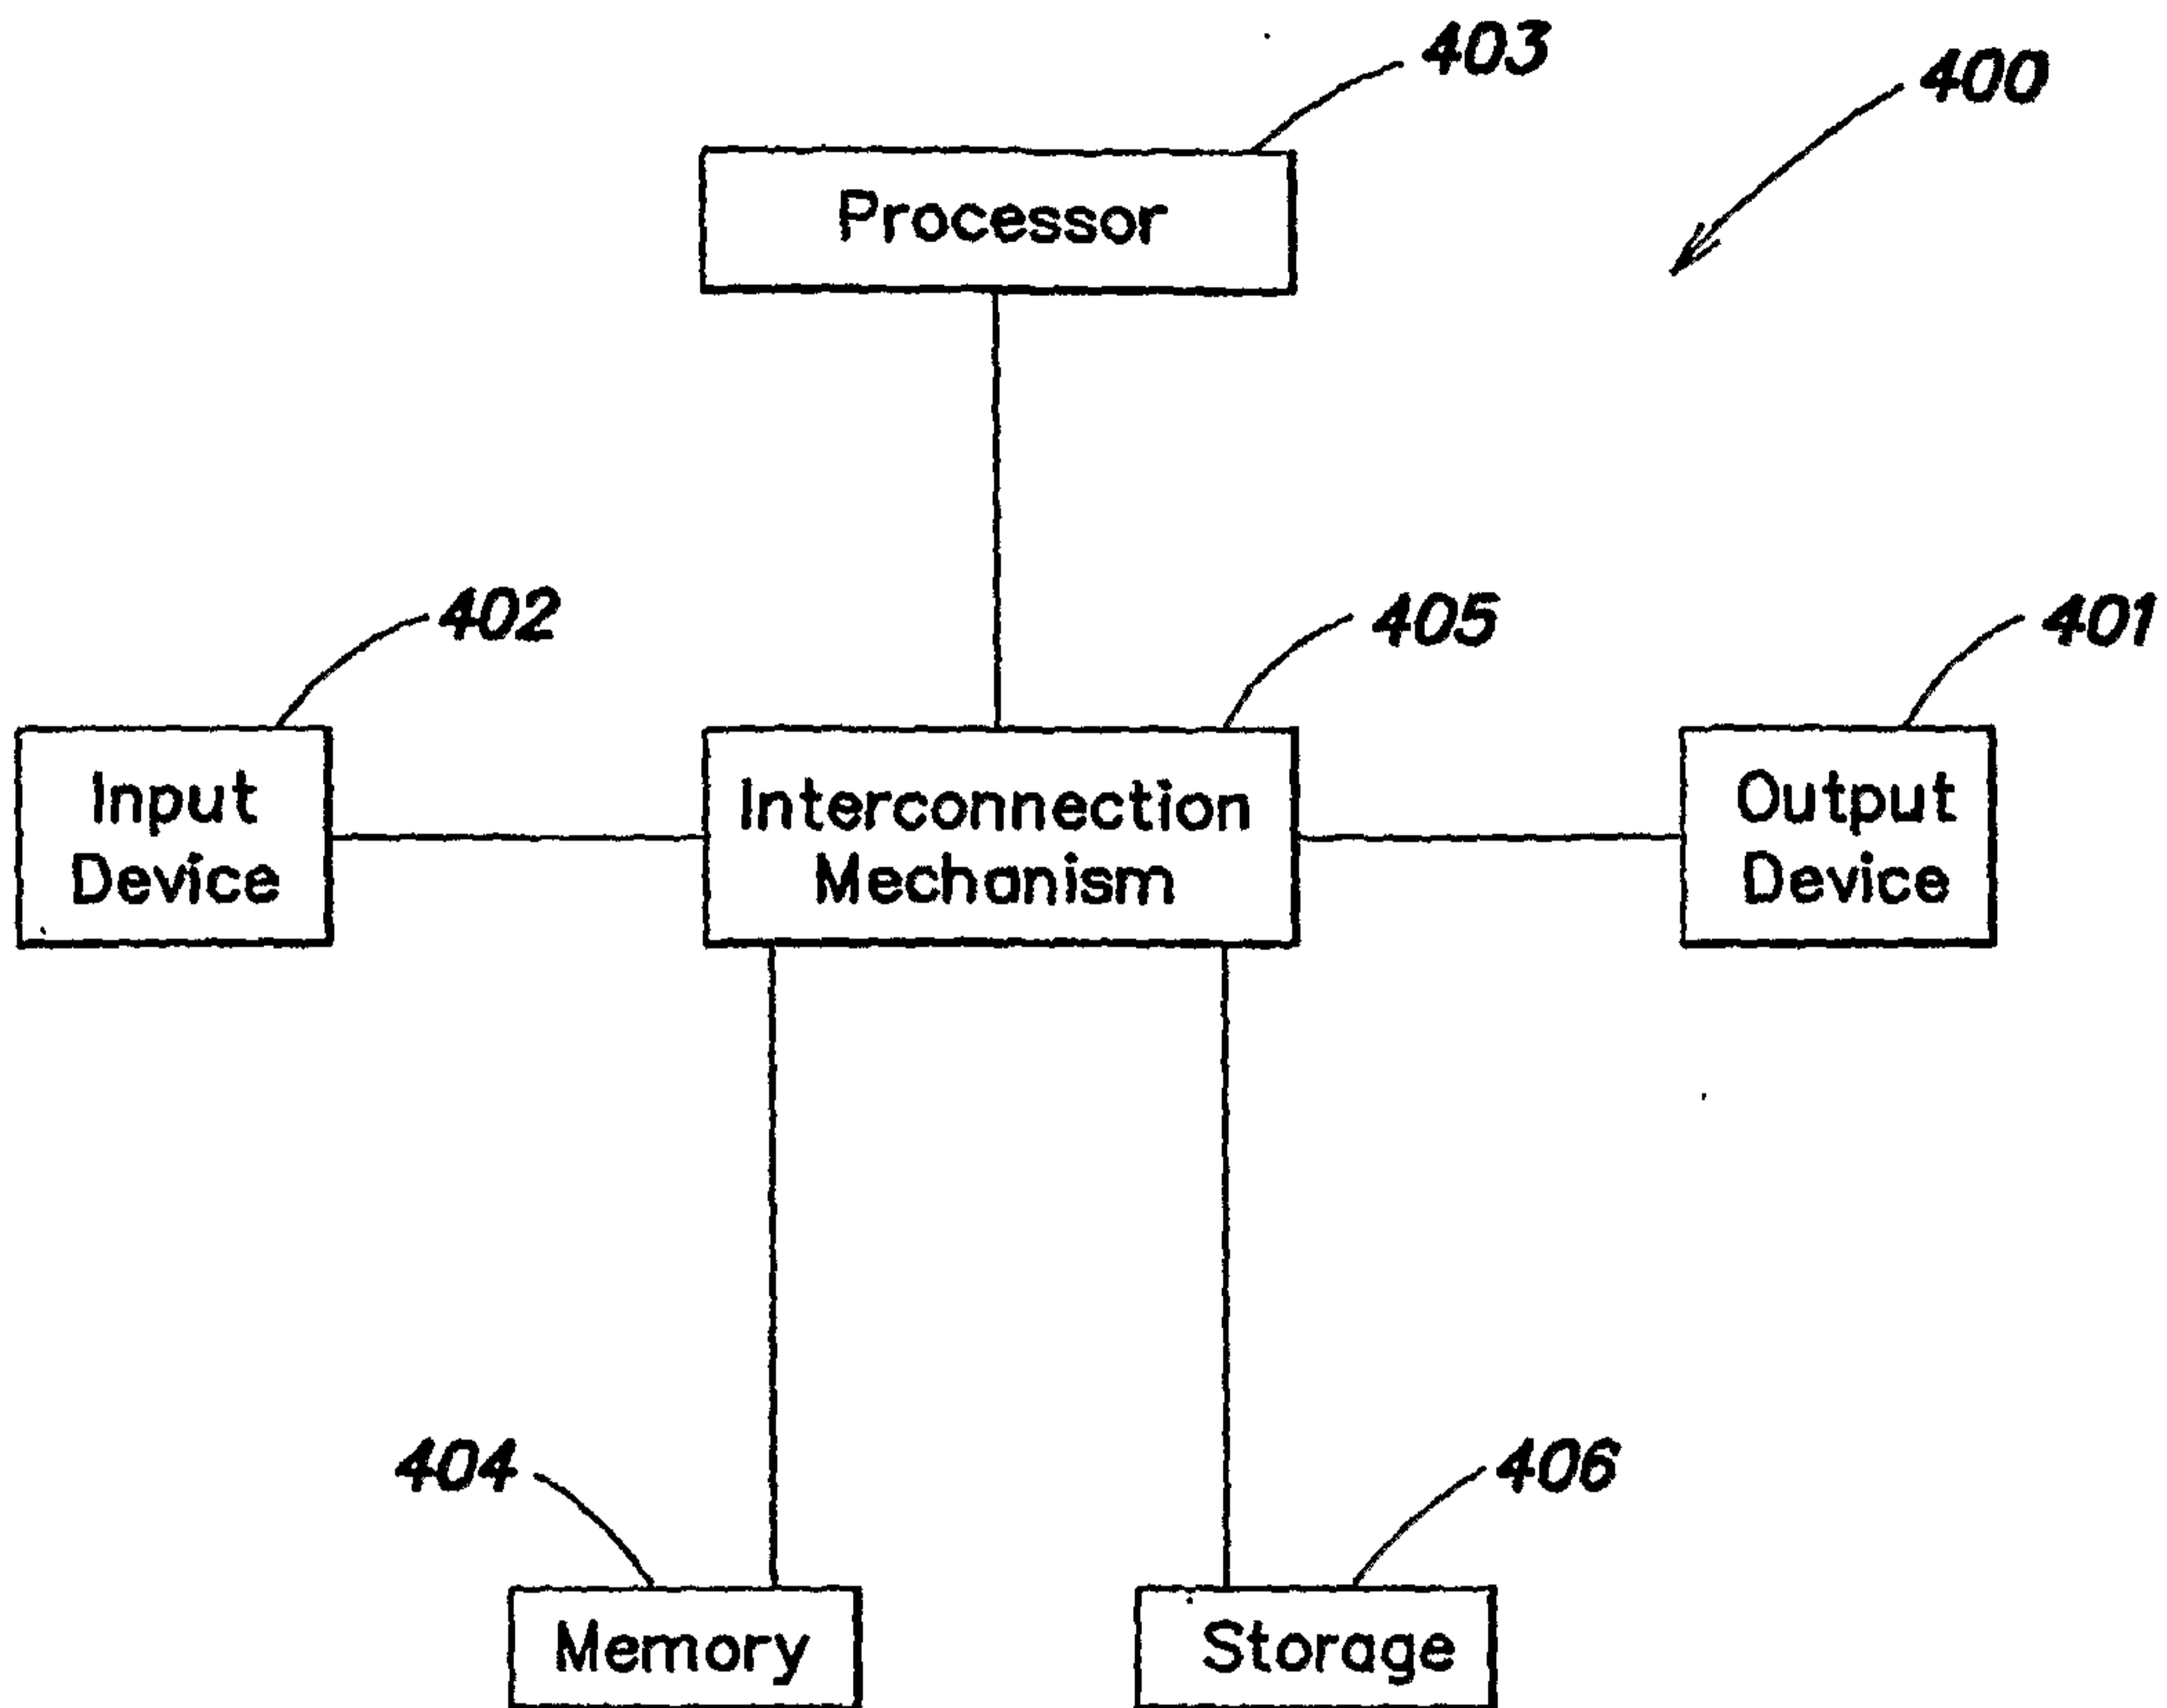 403
400
Processor
402
405
401
Input
Device
Interconnection
Mechanism
Output
Device
404
406
Memory
Storage